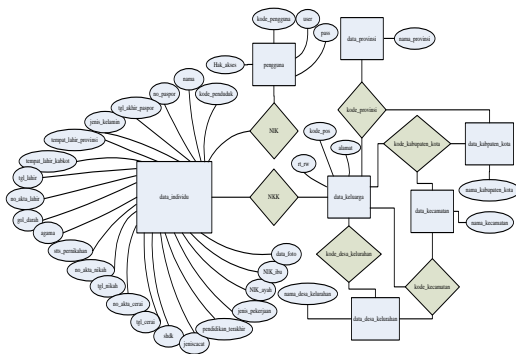 kode_pengguna
user
pass
Hak_akses
pengguna
data_provinsi
nama_provinsi
nama
no_paspor
kode_penduduk
tgl_akhir_paspor
jenis_kelamin
tempat_lahir_provinsi
tempat_lahir_kabkot
tgl_lahir
no_akta_lahir
gol_darah
agama
stts_pernikahan
no_akta_nikah
tgl_nikah
no_akta_cerai
tgl_cerai
shdk
jeniscacat
pendidikan_terakhir
jenis_pekerjaan
NIK_ayah
NIK_ibu
data_foto
data_individu
NIK
NKK
kode_pos
alamat
rt_rw
data_keluarga
kode_provinsi
kode_kabupaten_kota
data_kabputen_kota
nama_kabupaten_kota
data_kecamatan
nama_kecamatan
kode_desa_kelurahan
kode_kecamatan
nama_desa_kelurahan
data_desa_kelurahan